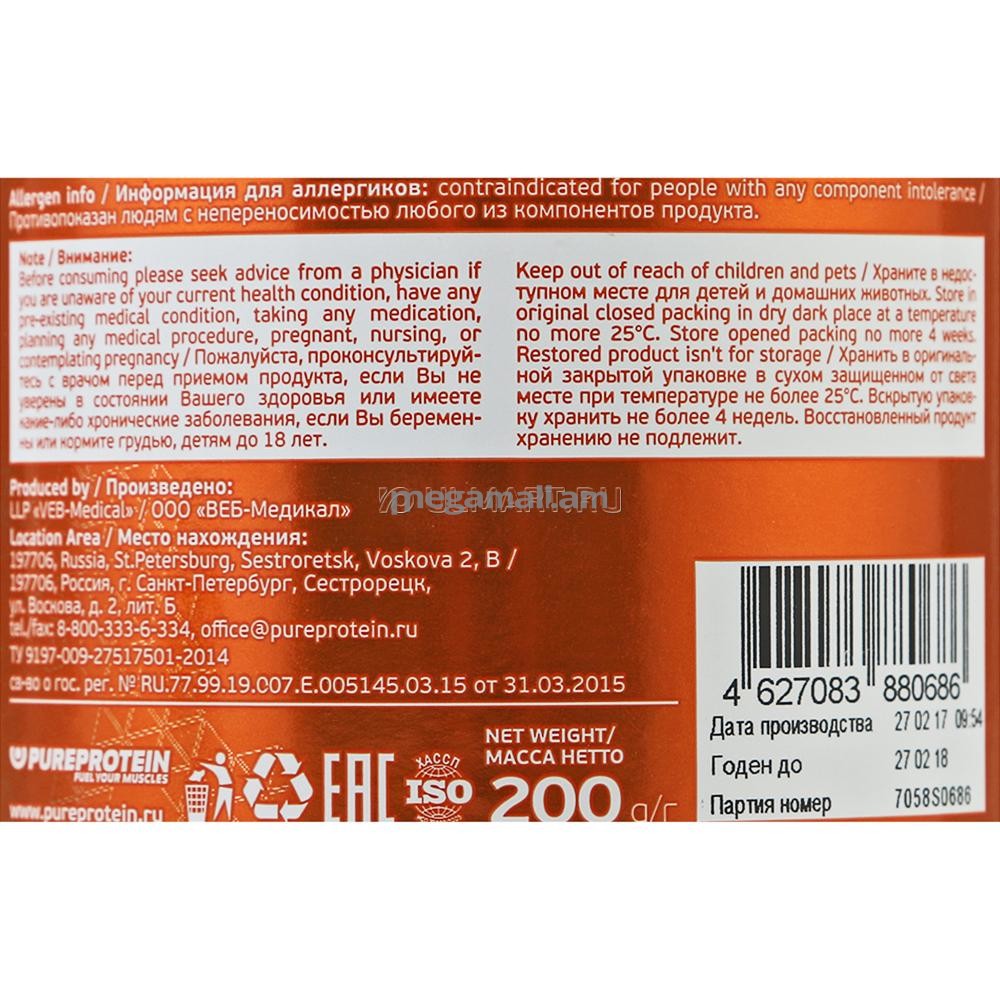 Allergen info / Информация для аллергиков: contraindicated for people with any component intolerance /
Противопоказан людям с непереносимостью любого из компонентов продукта.
Note / Внимание:
Before consuming please seek advice from a physician if
you are unaware of your current health condition, have any
pre-existing medical condition, taking any medication,
planning any medical procedure, pregnant, nursing, or
contemplating pregnancy / Пожалуйста, проконсультируй-
тесь с врачом перед приемом продукта, если Вы не
уверены в состоянии Вашего здоровья или имеете
какие-либо хронические заболевания, если Вы беремен-
ны или кормите грудью, детям до 18 лет.
Keep out of reach of children and pets / Храните в недос-
тупном месте для детей и домашних животных. Store in
original closed packing in dry dark place at a temperature
no more 25°C. Store opened packing no more 4 weeks.
Restored product isn't for storage / Хранить в оригиналь-
ной закрытой упаковке в сухом защищенном от света
месте при температуре не более 25°C. Вскрытую упаков-
ку хранить не более 4 недель. Восстановленный продукт
хранению не подлежит.
Produced by / Произведено:
LLP «VEB-Medical» / ООО «ВЕБ-Медикал»
megamall.am
Location Area / Место нахождения:
197706, Russia, St.Petersburg, Sestroretsk, Voskova 2, B /
197706, Россия, г. Санкт-Петербург, Сестрорецк,
ул. Воскова, д. 2, лит. Б
tel./fax: 8-800-333-6-334, office@pureprotein.ru
ТУ 9197-009-27517501-2014
св-во о гос. рег. № RU.77.99.19.007.E.005145.03.15 от 31.03.2015
PUREPROTEIN
FUEL YOUR MUSCLES
www.pureprotein.ru
EAC
ХАССП
ISO
NET WEIGHT/
МАССА НЕТТО
200 g/г
4 627083 880686
Дата производства 27 02 17 09:54
Годен до 27 02 18
Партия номер 7058S0686